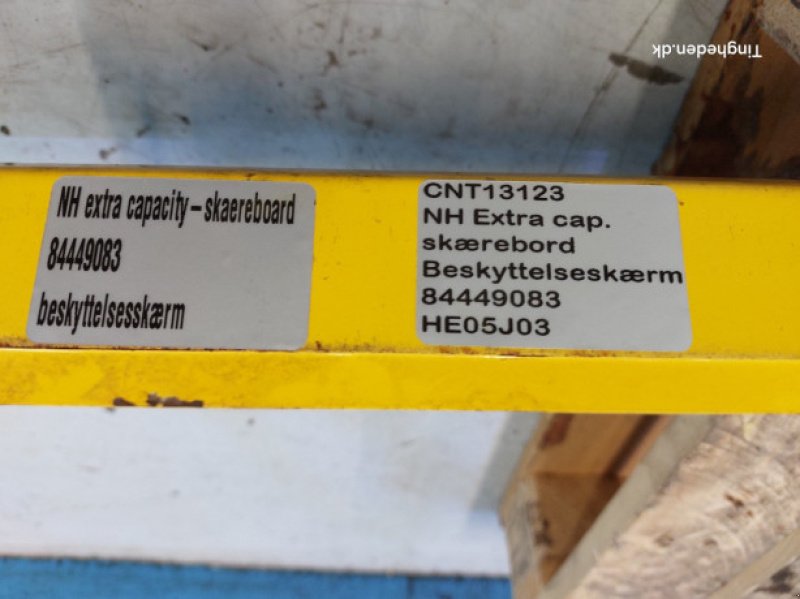 Tingheden.dk
NH extra capacity-skaereboard
84449083
beskyttelsesskærm
CNT13123
NH Extra cap.
skærebord
Beskyttelseskærm
84449083
HE05J03